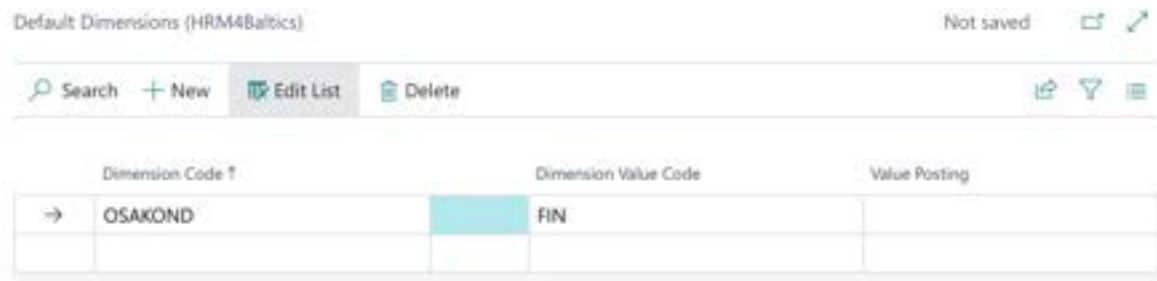 Default Dimensions (HRM4Baltics) Not saved
Search + New Edit List Delete
Dimension Code ↑ Dimension Value Code Value Posting
→ OSAKOND FIN